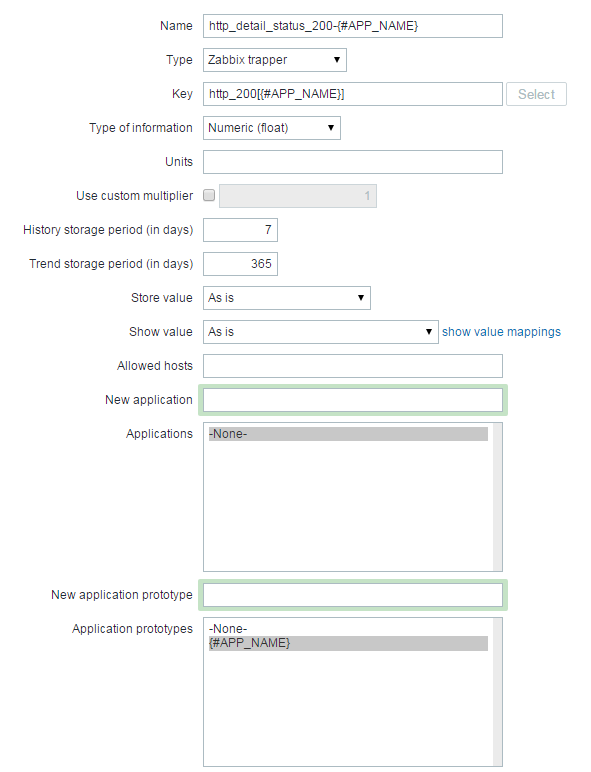 Name http_detail_status_200-{#APP_NAME}
Type Zabbix trapper
Key http_200[{#APP_NAME}] Select
Type of information Numeric (float)
Units
Use custom multiplier 1
History storage period (in days) 7
Trend storage period (in days) 365
Store value As is
Show value As is show value mappings
Allowed hosts
New application
Applications -None-
New application prototype
Application prototypes -None-
{#APP_NAME}